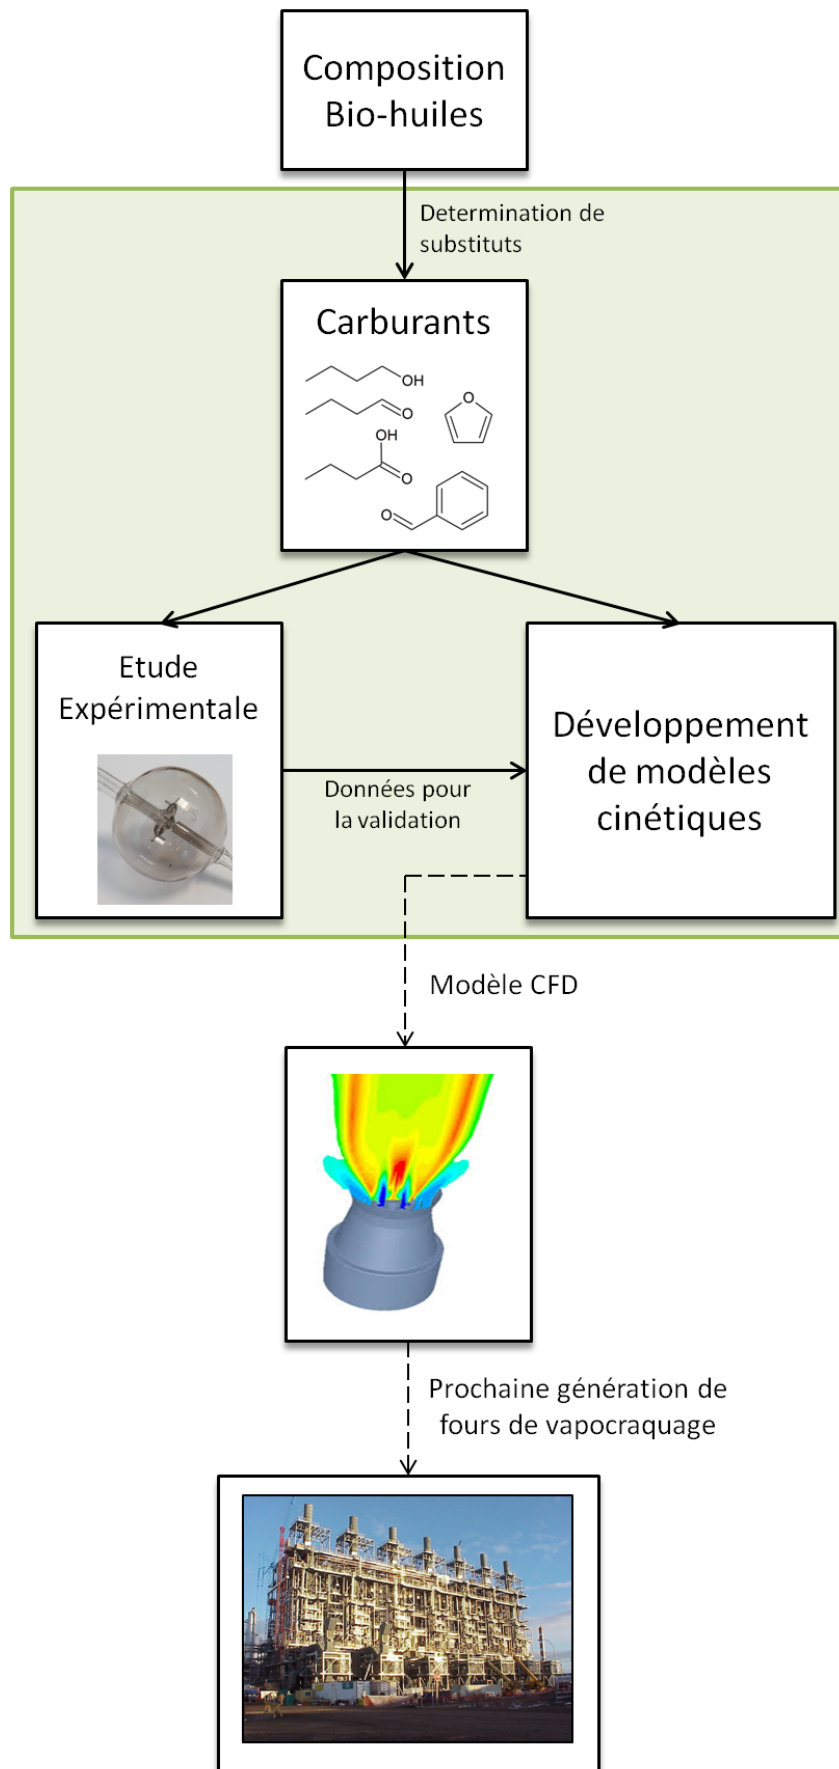 Composition
Bio-huiles
Determination de
substituts
Carburants
OH
O
O
OH
O
O
Etude
Expérimentale
Données pour
la validation
Développement
de modèles
cinétiques
Modèle CFD
Prochaine génération de
fours de vapocraquage